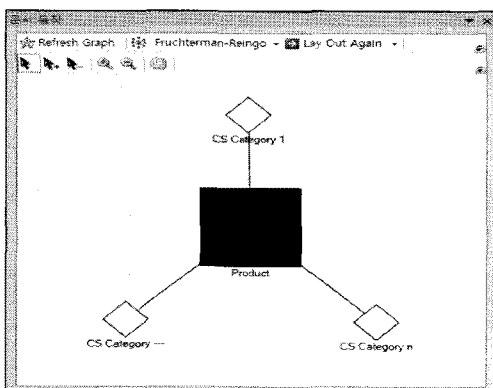 Refresh Graph Fruchterman-Reingo Lay Out Again
CS Category 1
Product
CS Category ---
CS Category n